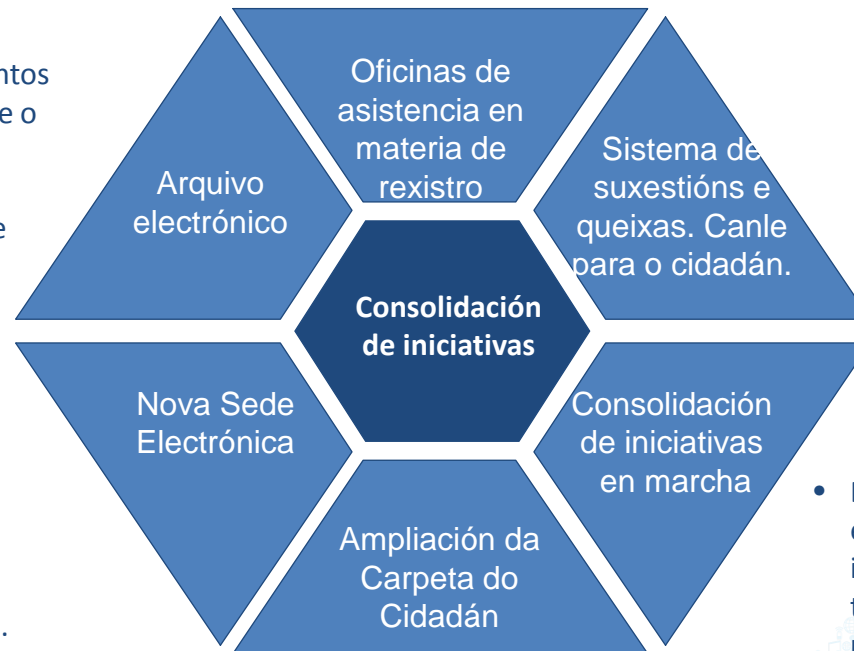 Oficinas de
asistencia en
materia de
rexistro
Arquivo
electrónico
Sistema de
suxestións e
queixas. Canle
para o cidadán.
Consolidación
de iniciativas
Nova Sede
Electrónica
Consolidación
de iniciativas
en marcha
Ampliación da
Carpeta do
Cidadán